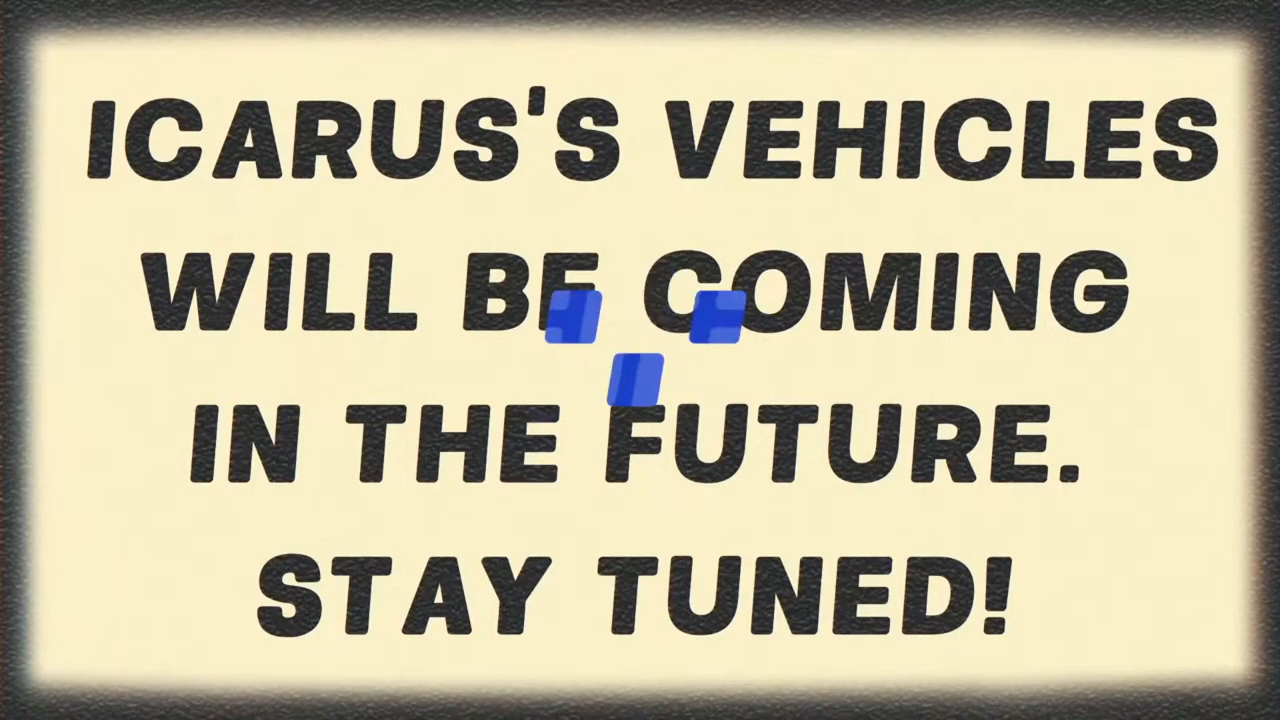 ICARUS'S VEHICLES
WILL BE COMING
IN THE FUTURE.
STAY TUNED!